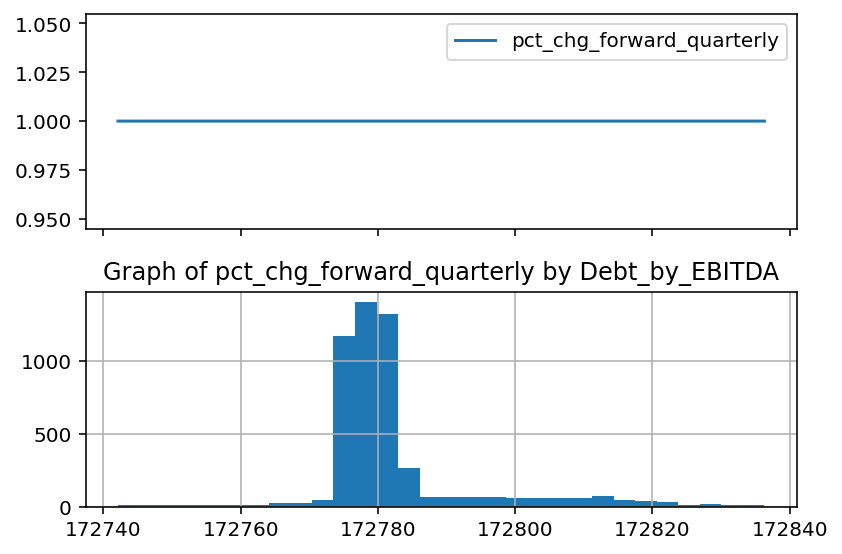 1.050
1.025
1.000
0.975
0.950
pct_chg_forward_quarterly
Graph of pct_chg_forward_quarterly by Debt_by_EBITDA
1000
500
0
172740 172760 172780 172800 172820 172840